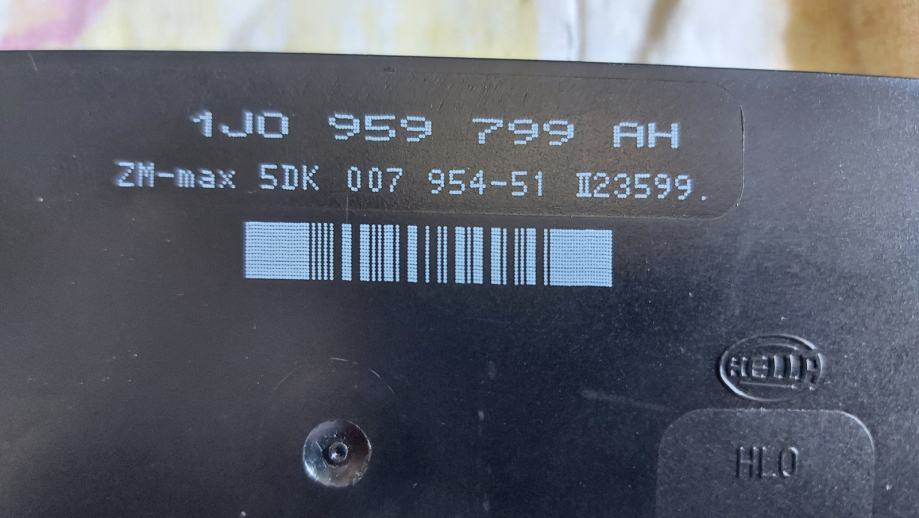 1J0 959 799 AH
ZM-max 5DK 007 954-51 II23599.
HELLA
HLO